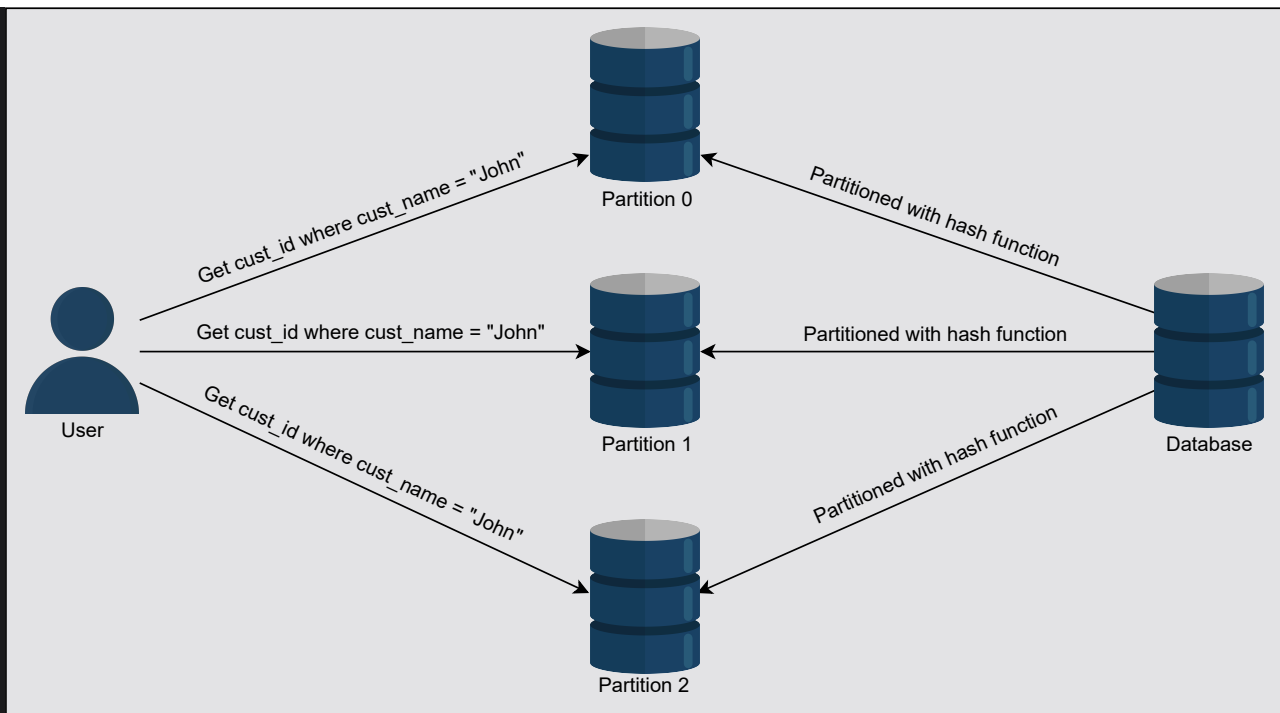 Partition 0
Get cust_id where cust_name = "John"
Partitioned with hash function
Get cust_id where cust_name = "John"
Partitioned with hash function
User
Partition 1
Database
Get cust_id where cust_name = "John"
Partitioned with hash function
Partition 2